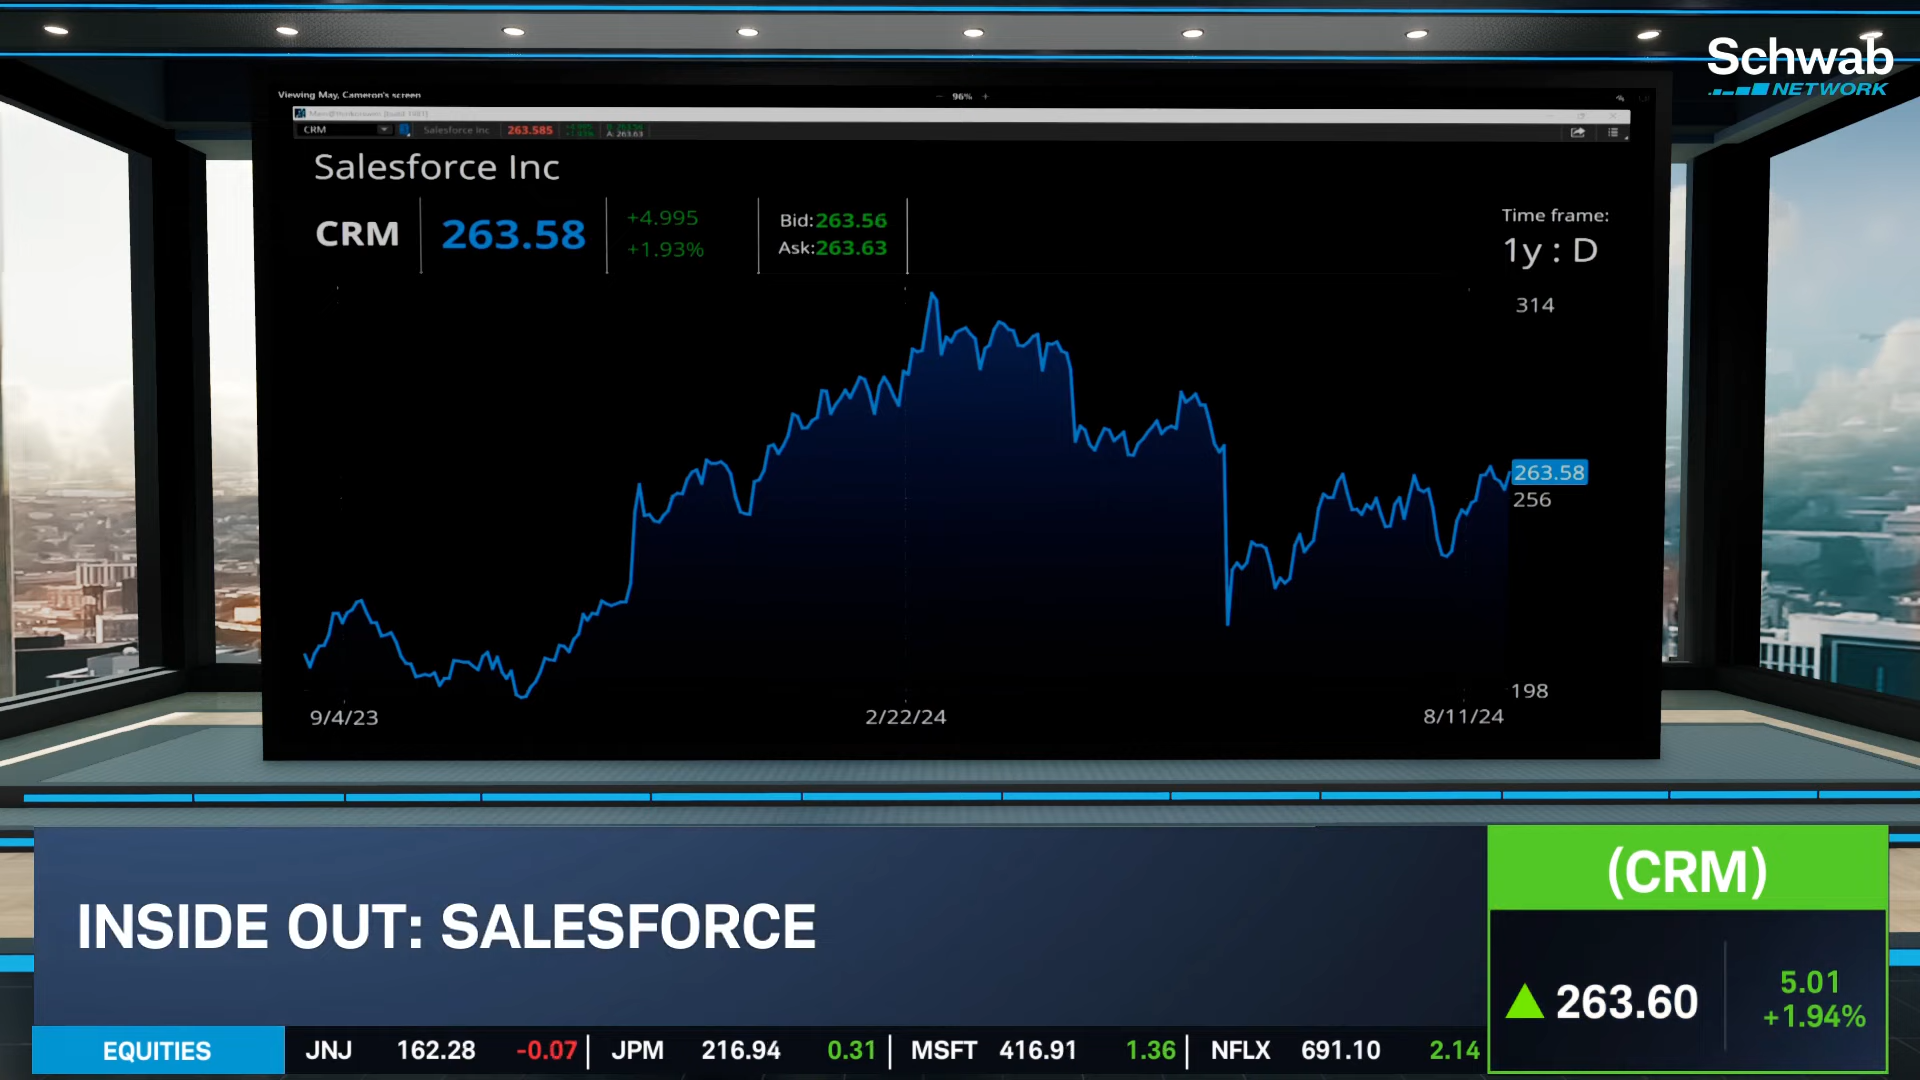 Schwab
NETWORK
Viewing May, Cameron's screen
96% +
CRM
Salesforce Inc
263.585
A: 263.63
Salesforce Inc
CRM
263.58
+4.995
+1.93%
Bid:263.56
Ask:263.63
Time frame:
1y : D
314
263.58
256
198
9/4/23
2/22/24
8/11/24
INSIDE OUT: SALESFORCE
(CRM)
263.60
5.01
+1.94%
EQUITIES
JNJ 162.28 -0.07 JPM 216.94 0.31 MSFT 416.91 1.36 NFLX 691.10 2.14